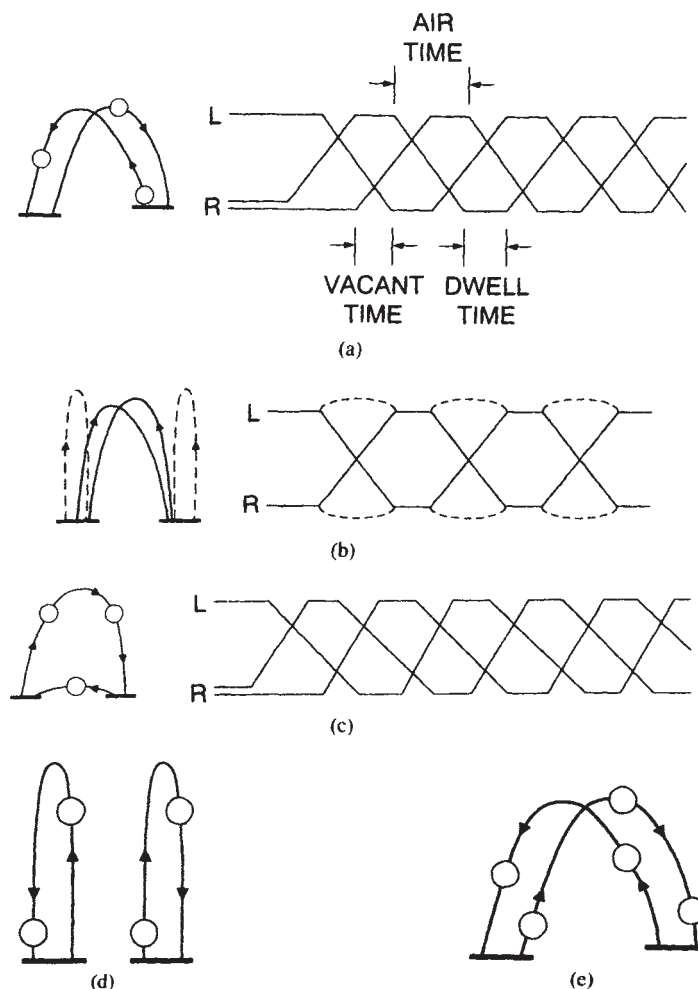 AIR
TIME
L
R
VACANT DWELL
TIME TIME
(a)
L
R
(b)
L
R
(c)
(d) (e)